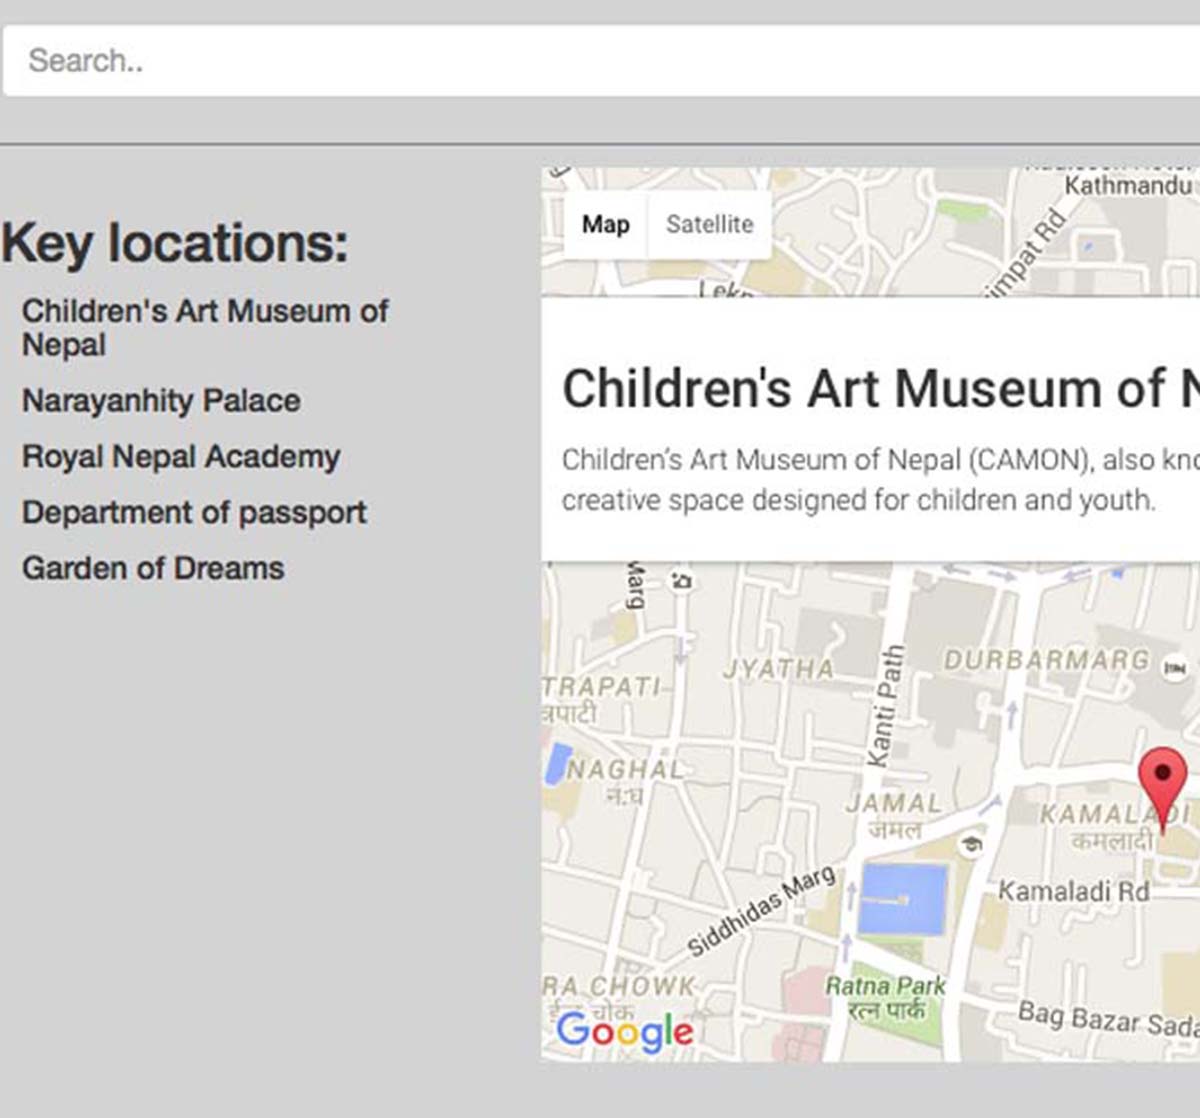 Search..
Key locations:
Children's Art Museum of
Nepal
Narayanhity Palace
Royal Nepal Academy
Department of passport
Garden of Dreams
Kathmandu
Map
Satellite
impat Rd
Children's Art Museum of N
Children's Art Museum of Nepal (CAMON), also kno
creative space designed for children and youth.
Marg
JYATHA
Kanti Path
DURBARMARG
TRAPATI
त्रपाटी
NAGHAL
न:घ
JAMAL
जमल
KAMALADI
कमलादी
Kamaladi Rd
Siddhidas Marg
RA CHOWK
चोक
Ratna Park
रत्न पार्क
Bag Bazar Sada
Google